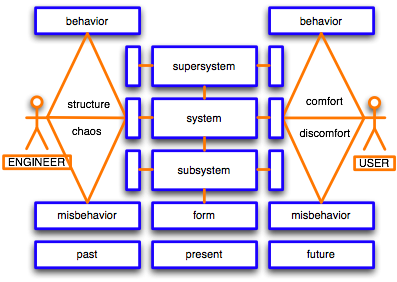 behavior
behavior
supersystem
structure
comfort
system
chaos
discomfort
ENGINEER
subsystem
USER
misbehavior
form
misbehavior
past
present
future